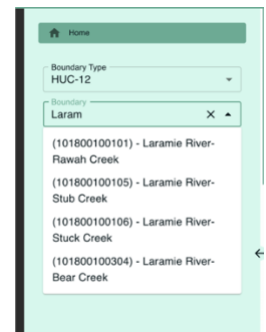 Home
Boundary Type
HUC-12
Boundary
Laram
(101800100101) - Laramie River-
Rawah Creek
(101800100105) - Laramie River-
Stub Creek
(101800100106) - Laramie River-
Stuck Creek
(101800100304) - Laramie River-
Bear Creek